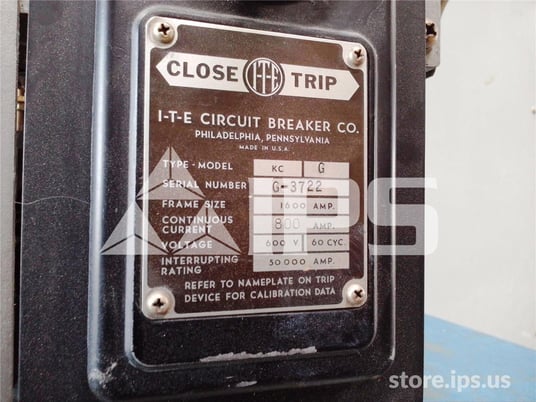 CLOSE I-T-E TRIP
I-T-E CIRCUIT BREAKER CO.
PHILADELPHIA, PENNSYLVANIA
MADE IN U.S.A.
TYPE - MODEL KC G
SERIAL NUMBER G-3722
FRAME SIZE 1600 AMP.
CONTINUOUS CURRENT 800 AMP.
VOLTAGE 600 V 60 CYC.
INTERRUPTING RATING 50,000 AMP.
REFER TO NAMEPLATE ON TRIP
DEVICE FOR CALIBRATION DATA
IPS
store.ips.us